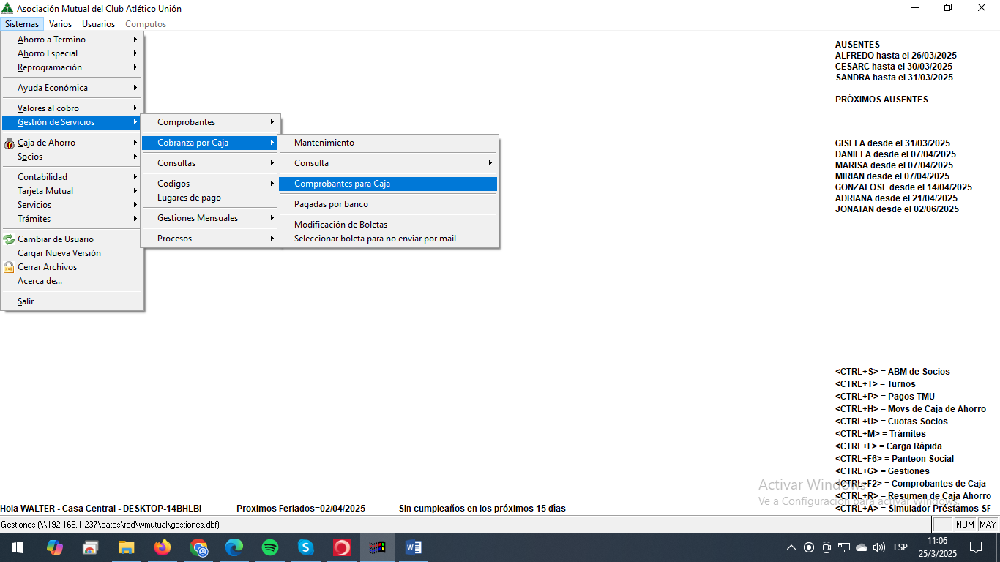 Asociación Mutual del Club Atlético Unión
Sistemas Varios Usuarios Computos
Ahorro a Termino
Ahorro Especial
Reprogramación
Ayuda Económica
Valores al cobro
Gestión de Servicios
Caja de Ahorro
Socios
Contabilidad
Tarjeta Mutual
Servicios
Trámites
Cambiar de Usuario
Cargar Nueva Versión
Cerrar Archivos
Acerca de...
Salir
Comprobantes
Cobranza por Caja
Consultas
Codigos
Lugares de pago
Gestiones Mensuales
Procesos
Mantenimiento
Consulta
Comprobantes para Caja
Pagadas por banco
Modificación de Boletas
Seleccionar boleta para no enviar por mail
AUSENTES
ALFREDO hasta el 26/03/2025
CESARC hasta el 30/03/2025
SANDRA hasta el 31/03/2025
PRÓXIMOS AUSENTES
GISELA desde el 31/03/2025
DANIELA desde el 07/04/2025
MARISA desde el 07/04/2025
MIRIAN desde el 07/04/2025
GONZALOSE desde el 14/04/2025
ADRIANA desde el 21/04/2025
JONATAN desde el 02/06/2025
<CTRL+S> = ABM de Socios
<CTRL+T> = Turnos
<CTRL+P> = Pagos TMU
<CTRL+H> = Movs de Caja de Ahorro
<CTRL+U> = Cuotas Socios
<CTRL+M> = Trámites
<CTRL+F> = Carga Rápida
<CTRL+F6> = Panteon Social
<CTRL+G> = Gestiones
<CTRL+F2> = Comprobantes de Caja
<CTRL+R> = Resumen de Caja Ahorro
<CTRL+A> = Simulador Préstamos SF
Activar Windows
Ve a Configuración para activar Windows.
Hola WALTER - Casa Central - DESKTOP-14BHLBI Proximos Feriados=02/04/2025 Sin cumpleaños en los próximos 15 dias
Gestiones (\\192.168.1.237\datos\red\wmutual\gestiones.dbf) NUM MAY
ESP 11:06
25/3/2025